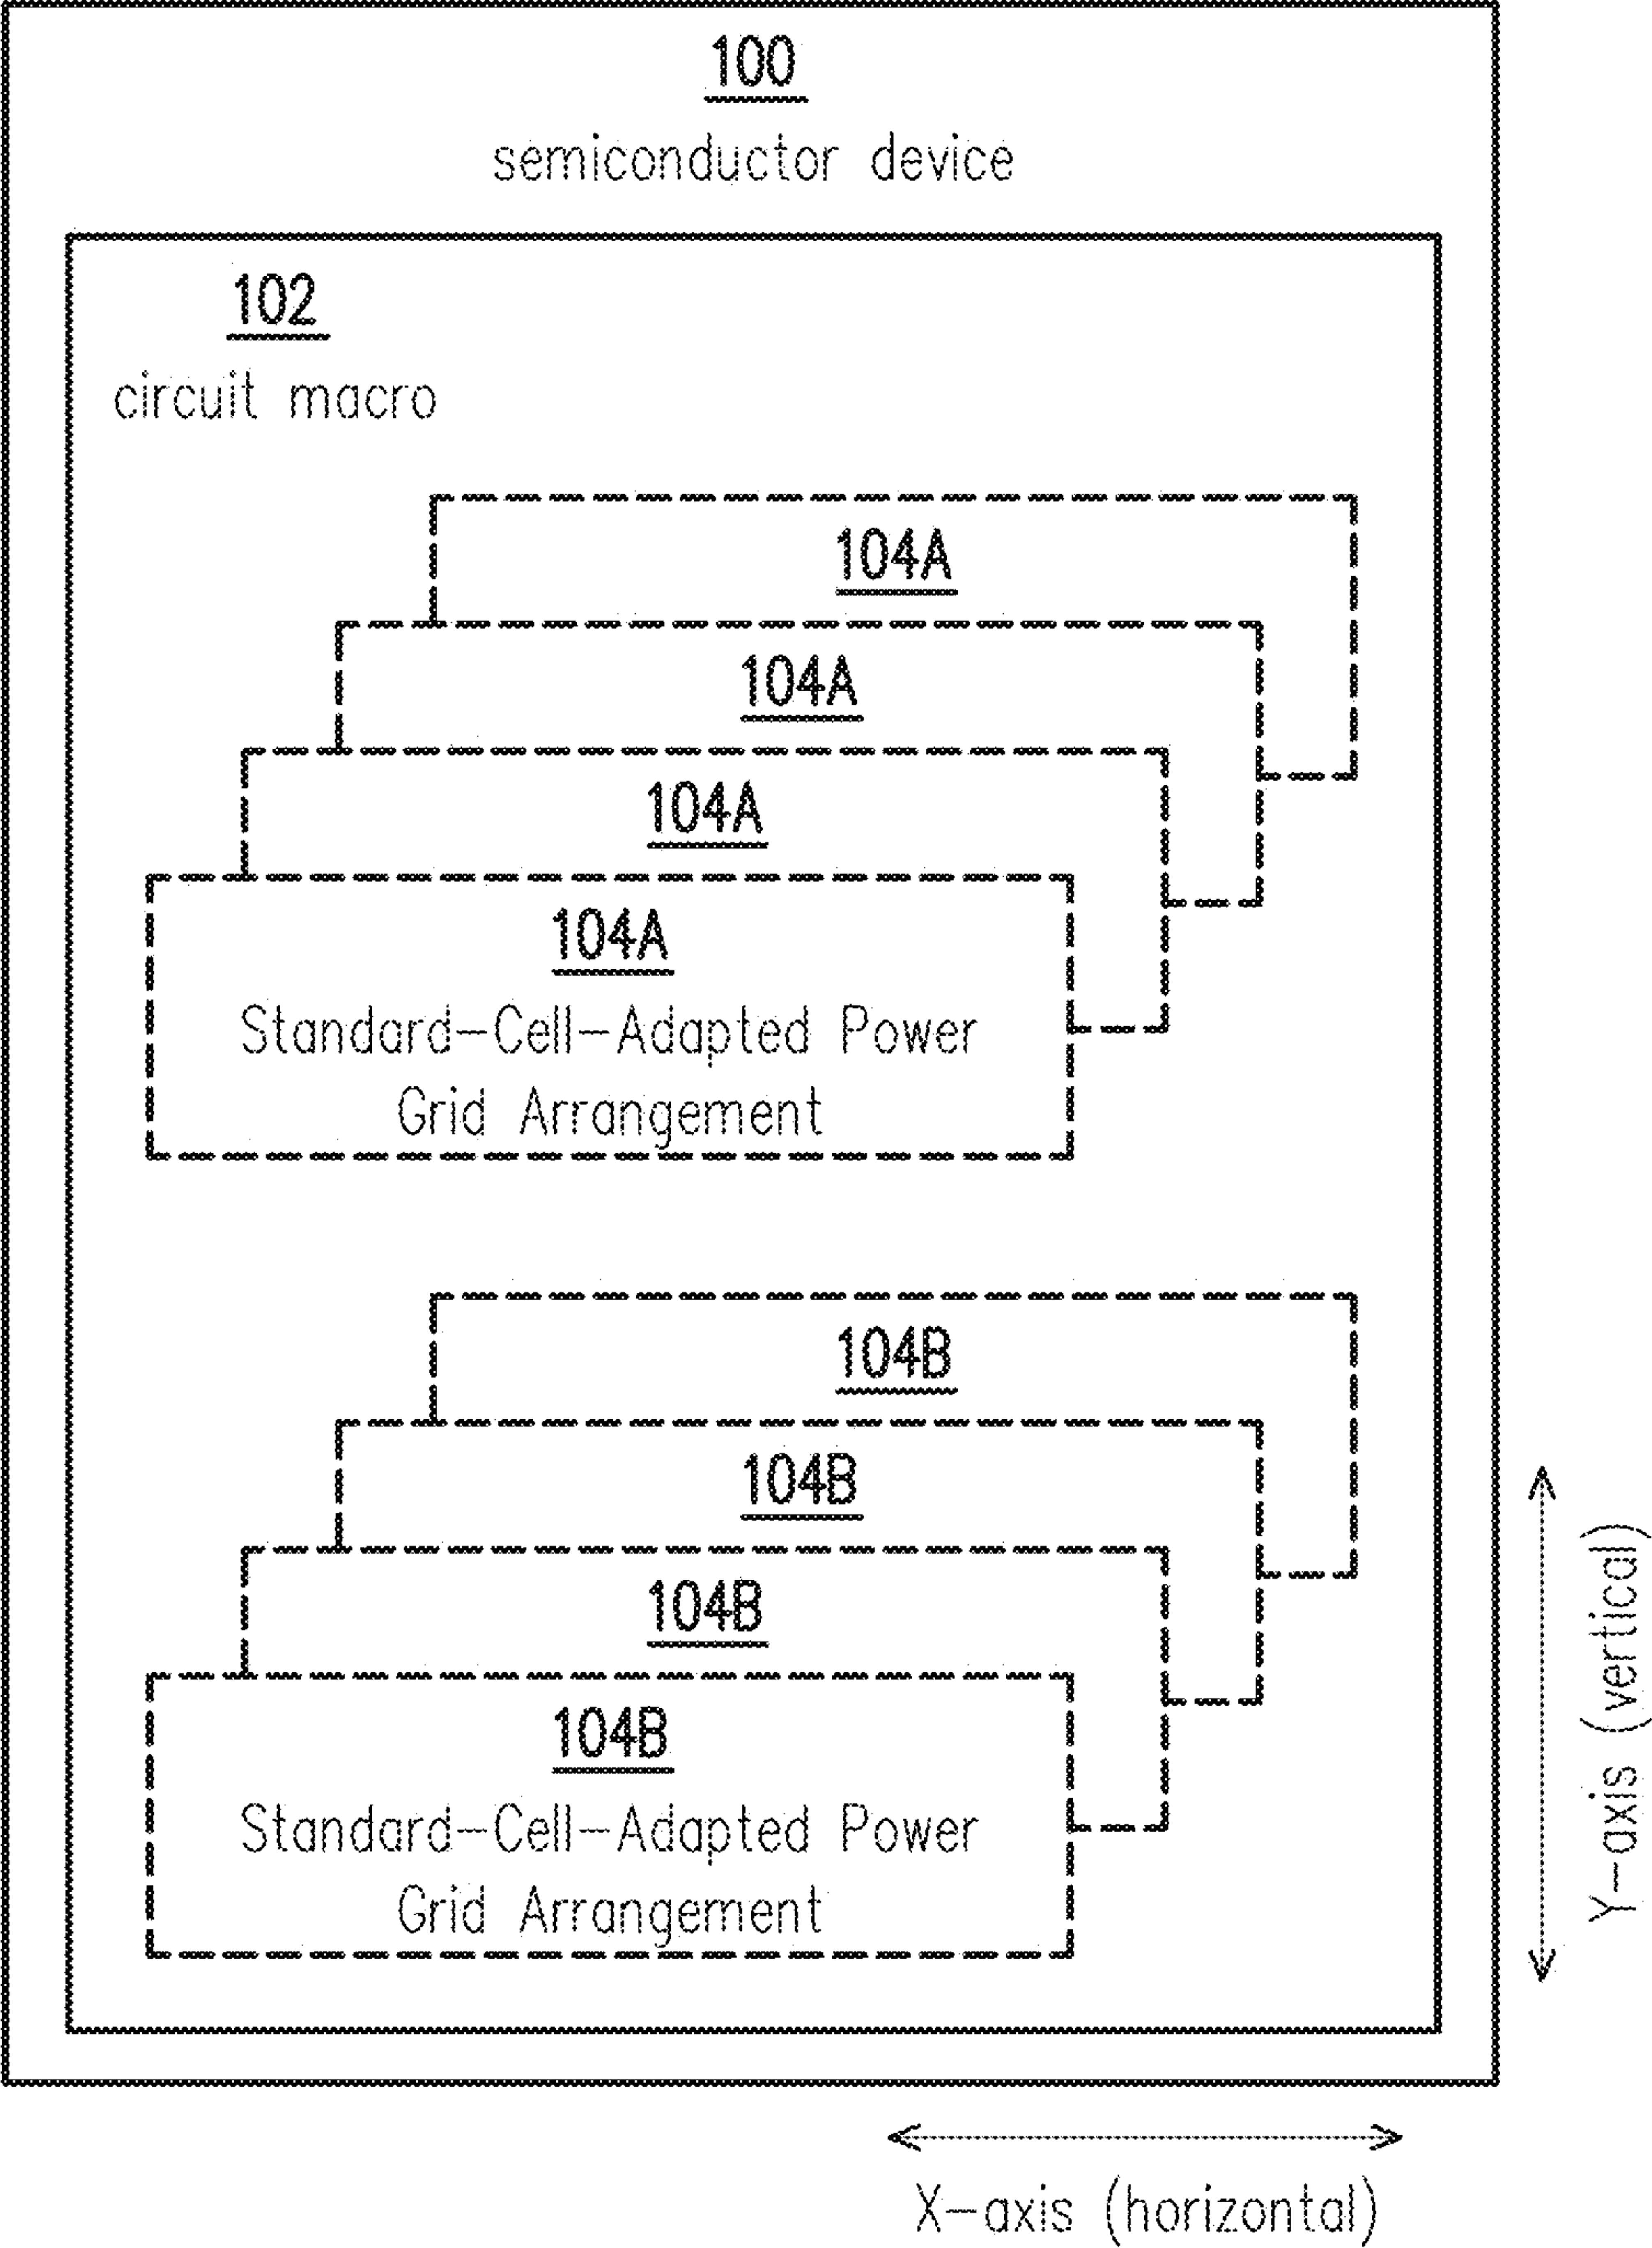 100
semiconductor device
102
circuit macro
104A
104A
104A
104A
Standard-Cell-Adapted Power
Grid Arrangement
104B
104B
104B
104B
Standard-Cell-Adapted Power
Grid Arrangement
Y-axis (vertical)
X-axis (horizontal)